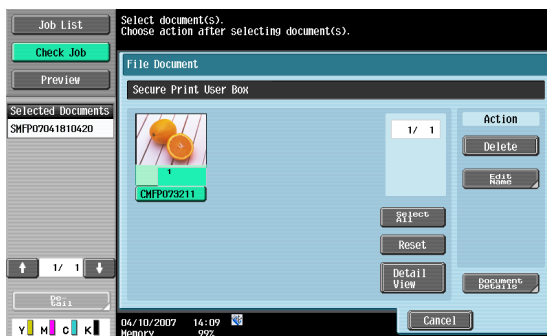 Job List
Check Job
Preview
Selected Documents
SMFP07041810420
1/ 1
De-
tail
Y M C K
Select document(s).
Choose action after selecting document(s).
File Document
Secure Print User Box
1
CMFP073211
1/ 1
Select
All
Reset
Detail
View
Action
Delete
Edit
Name
Document
Details
Cancel
04/10/2007 14:09
Memory 99%